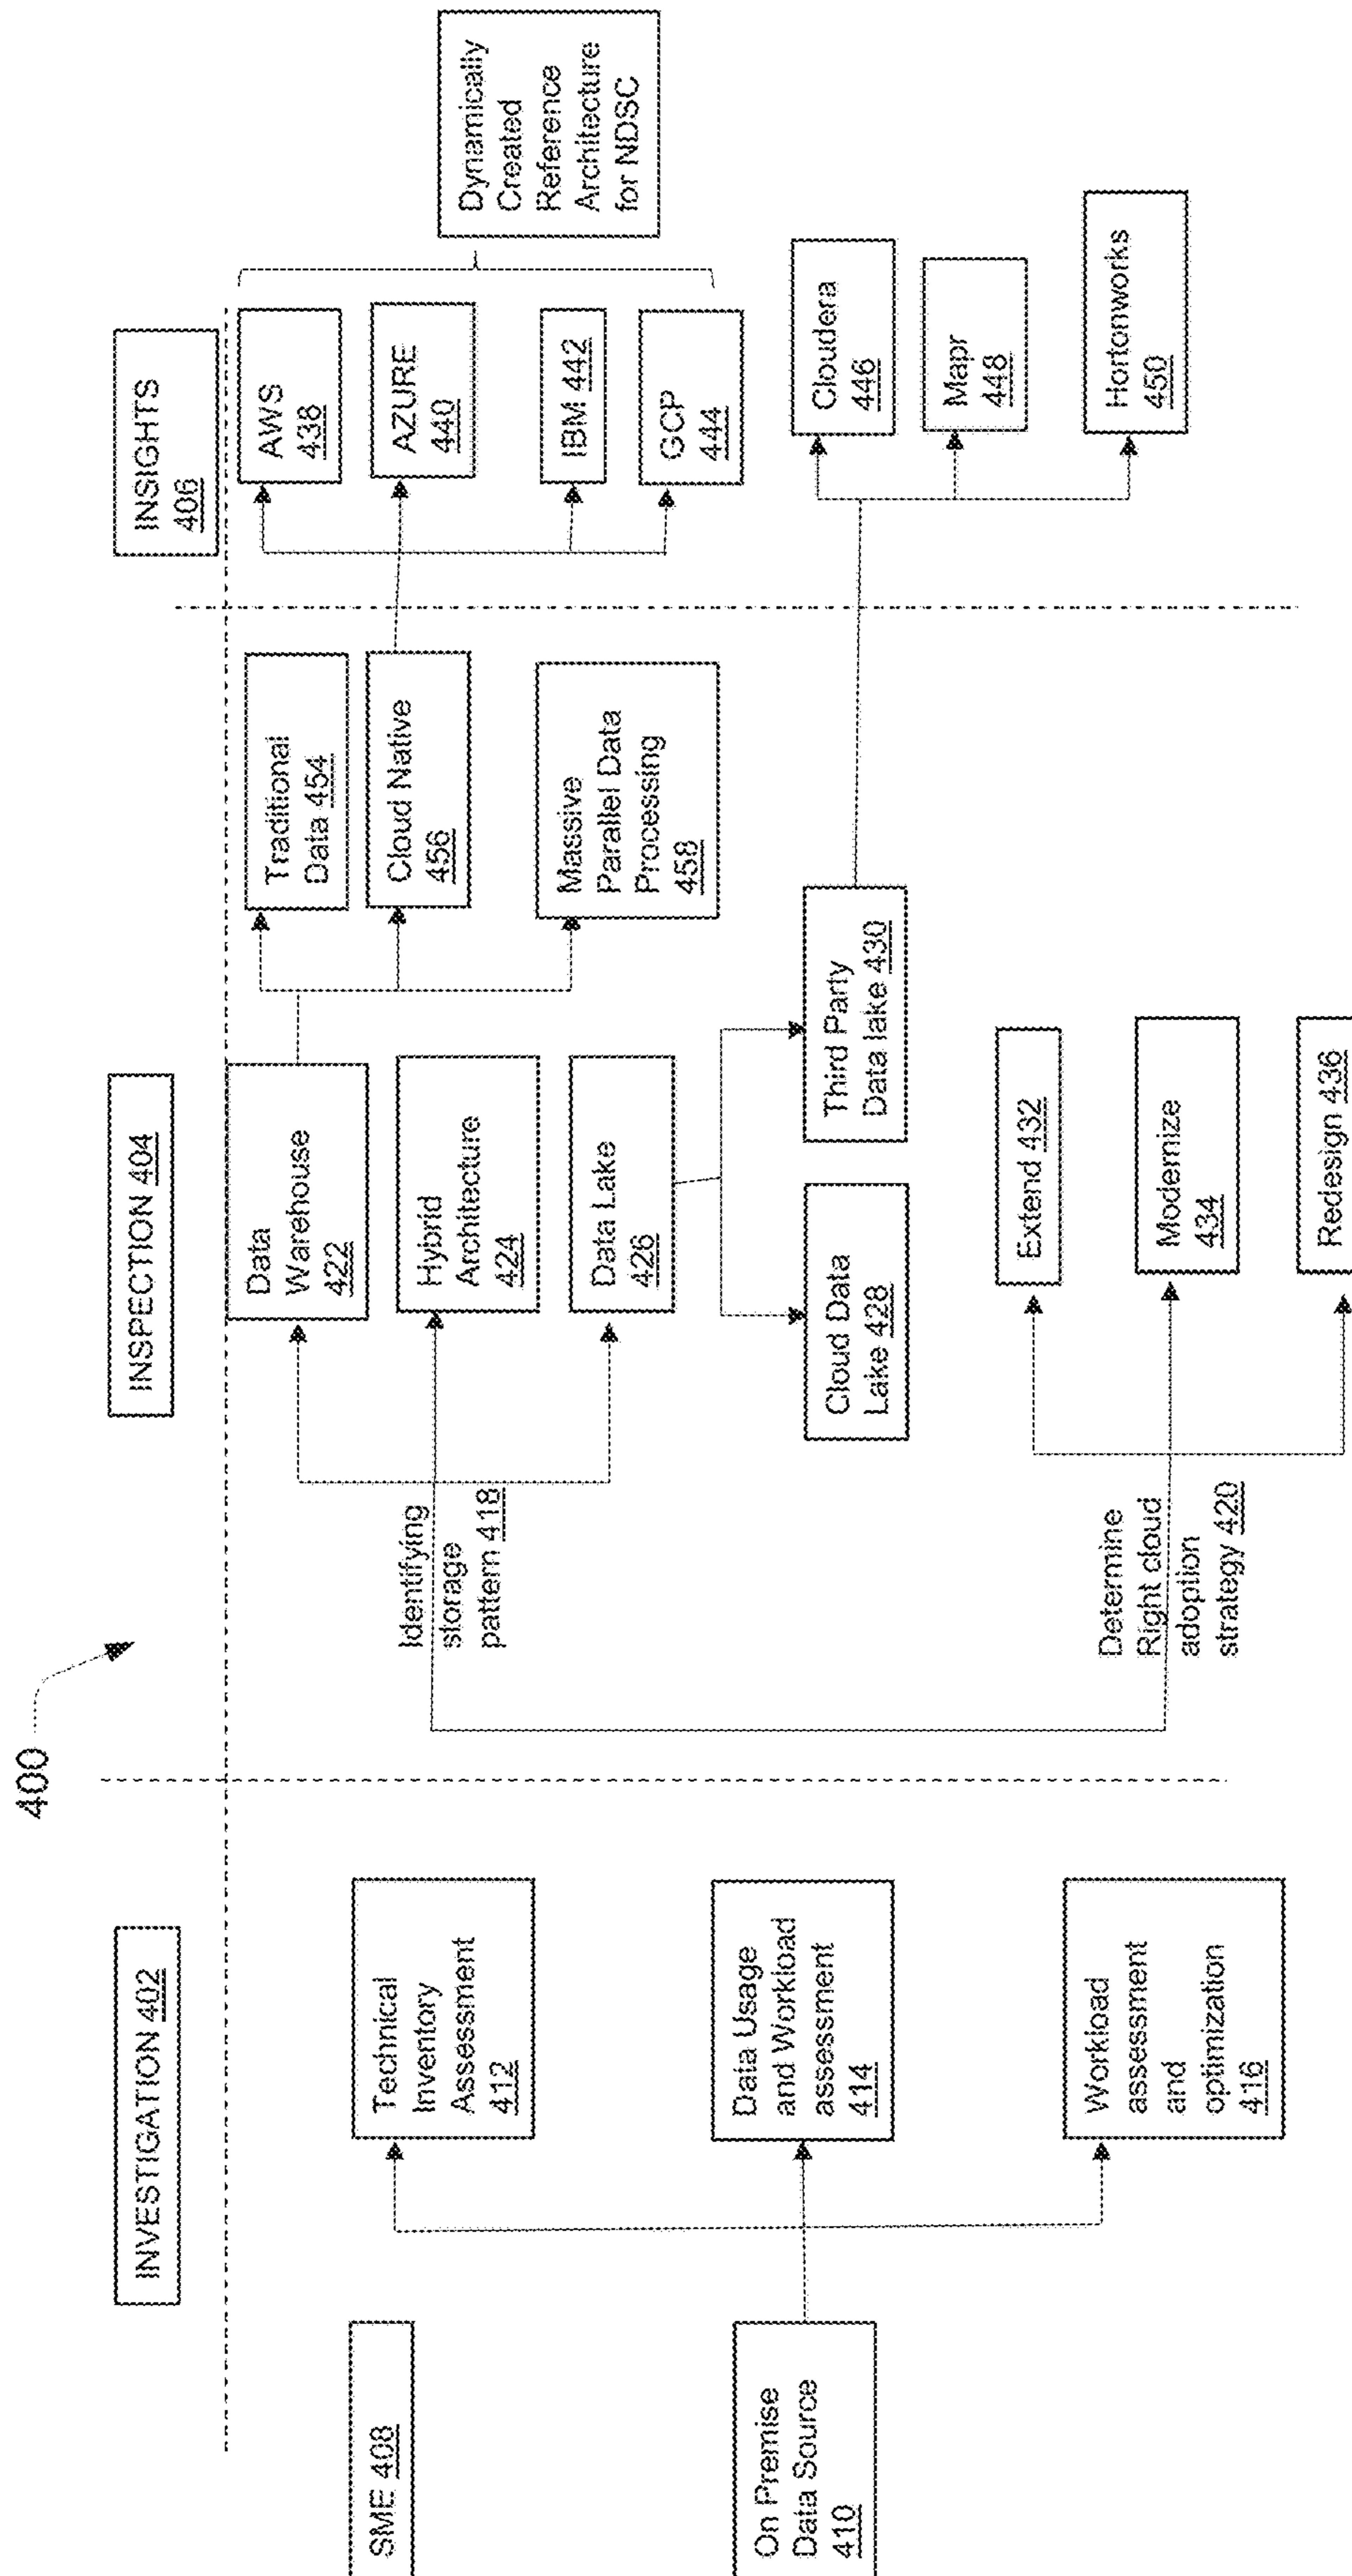 400
INVESTIGATION 402
SME 408
On Premise
Data Source
410
Technical
Inventory
Assessment
412
Data Usage
and Workload
assessment
414
Workload
assessment
and
optimization
416
INSPECTION 404
Identifying
storage
pattern 418
Determine
Right cloud
adoption
strategy 420
Data
Warehouse
422
Hybrid
Architecture
424
Data Lake
426
Cloud Data
Lake 428
Third Party
Data lake 430
Extend 432
Modernize
434
Redesign 436
Traditional
Data 454
Cloud Native
456
Massive
Parallel Data
Processing
458
INSIGHTS
406
AWS
438
AZURE
440
IBM 442
GCP
444
Cloudera
446
Mapr
448
Hortonworks
450
Dynamically
Created
Reference
Architecture
for NDSC